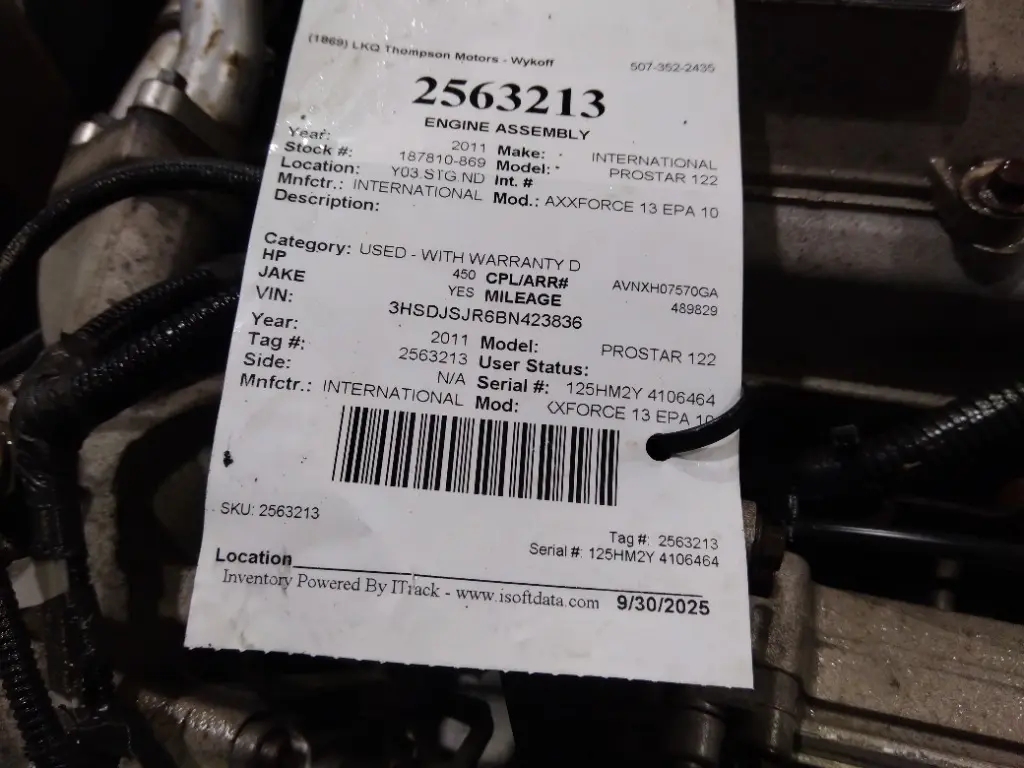 (1869) LKQ Thompson Motors - Wykoff 507-352-2435
2563213
ENGINE ASSEMBLY
Year: 2011 Make: INTERNATIONAL
Stock #: 187810-869 Model: PROSTAR 122
Location: Y03.STG.ND Int. #
Mnfctr.: INTERNATIONAL Mod.: AXXFORCE 13 EPA 10
Description:
Category: USED - WITH WARRANTY D
HP 450 CPL/ARR# AVNXH07570GA
JAKE YES MILEAGE 489829
VIN: 3HSDJSJR6BN423836
Year: 2011 Model: PROSTAR 122
Tag #: 2563213 User Status:
Side: N/A Serial #: 125HM2Y 4106464
Mnfctr.: INTERNATIONAL Mod: XFORCE 13 EPA 10
SKU: 2563213
Tag #: 2563213
Serial #: 125HM2Y 4106464
Location
Inventory Powered By ITrack - www.isoftdata.com 9/30/2025